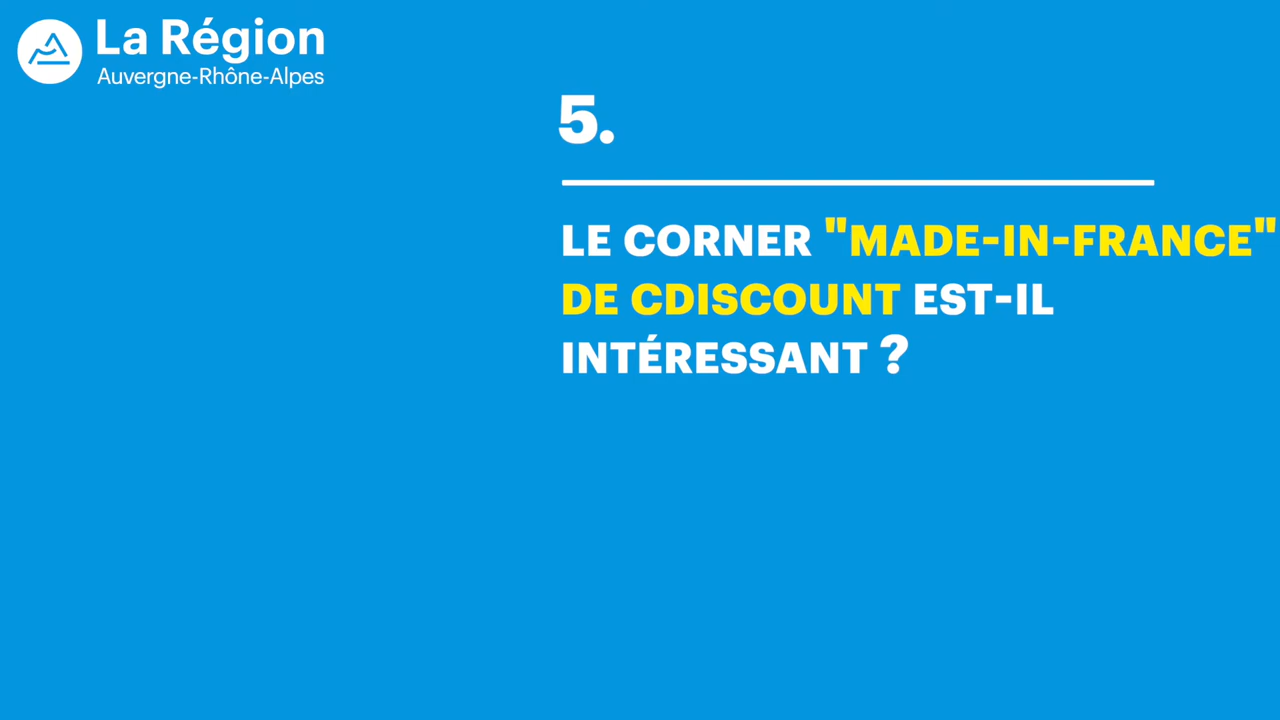 La Région
Auvergne-Rhône-Alpes
5.
LE CORNER "MADE-IN-FRANCE"
DE CDISCOUNT EST-IL
INTÉRESSANT ?